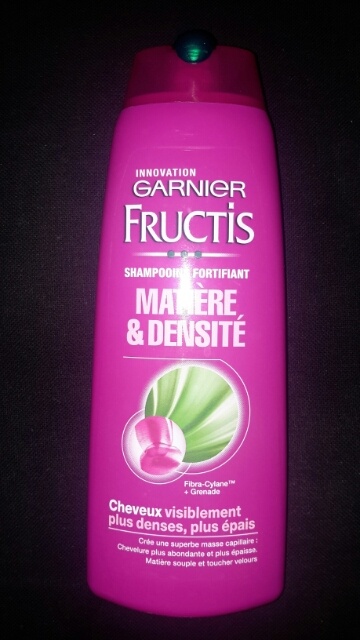 INNOVATION
GARNIER
FRUCTIS
SHAMPOOING FORTIFIANT
MATIÈRE
& DENSITÉ
Fibra-Cylane™
+ Grenade
Cheveux visiblement
plus denses, plus épais
Crée une superbe masse capillaire :
Chevelure plus abondante et plus épaisse.
Matière souple et toucher velours